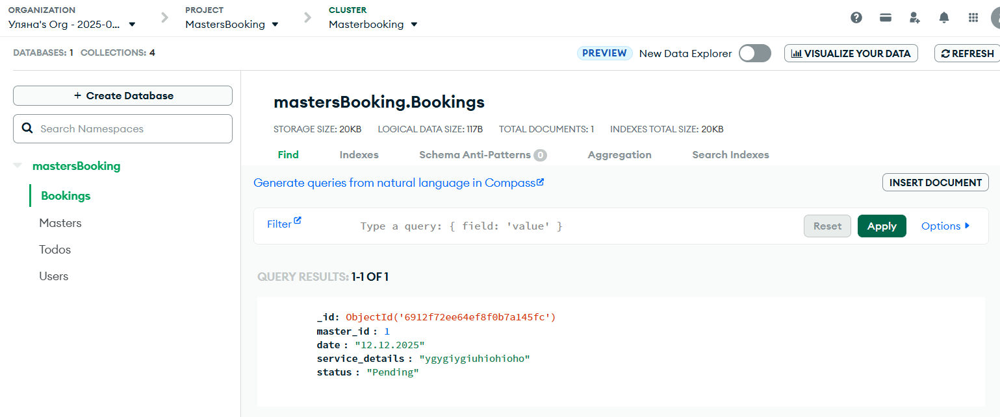 ORGANIZATION
Уляна's Org - 2025-0...
PROJECT
MastersBooking
CLUSTER
Masterbooking
DATABASES: 1 COLLECTIONS: 4
PREVIEW New Data Explorer
VISUALIZE YOUR DATA
REFRESH
+ Create Database
Search Namespaces
mastersBooking
Bookings
Masters
Todos
Users
mastersBooking.Bookings
STORAGE SIZE: 20KB LOGICAL DATA SIZE: 117B TOTAL DOCUMENTS: 1 INDEXES TOTAL SIZE: 20KB
Find Indexes Schema Anti-Patterns 0 Aggregation Search Indexes
Generate queries from natural language in Compass
INSERT DOCUMENT
Filter
Type a query: { field: 'value' }
Reset Apply Options
QUERY RESULTS: 1-1 OF 1
_id: ObjectId('6912f72ee64ef8f0b7a145fc')
master_id : 1
date : "12.12.2025"
service_details : "ygygiygiuhiohioho"
status : "Pending"